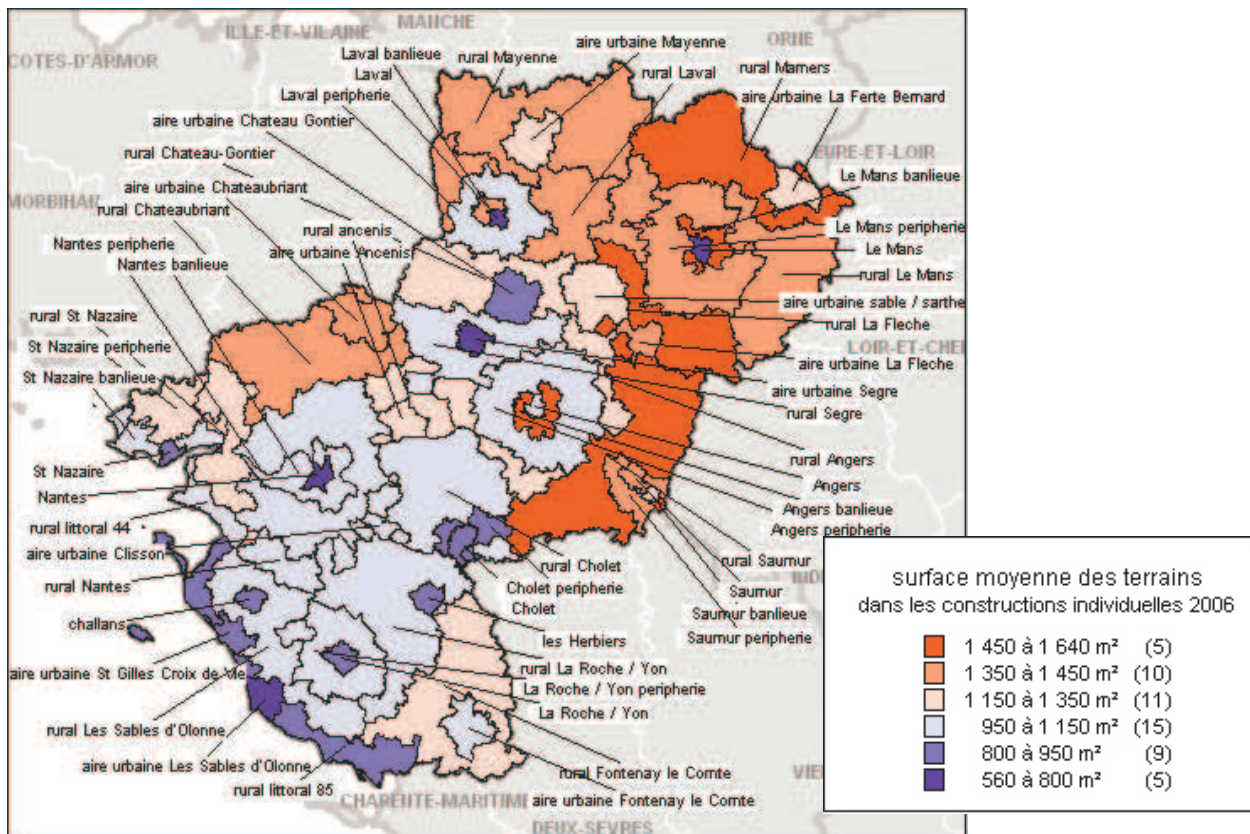 ILLE-ET-VILAINE
MANCHE
ORNE
COTES-D'ARMOR
Laval banlieue
aire urbaine Mayenne
rural Mayenne
Laval
rural Laval
rural Mamers
Laval peripherie
aire urbaine La Ferte Bernard
aire urbaine Chateau Gontier
rural Chateau-Gontier
EURE-ET-LOIR
Le Mans banlieue
aire urbaine Chateaubriant
MORBIHAN
rural Chateaubriant
rural ancenis
Le Mans peripherie
Nantes peripherie
aire urbaine Ancenis
Le Mans
Nantes banlieue
rural Le Mans
aire urbaine sable / sarthe
rural St Nazaire
rural La Fleche
St Nazaire peripherie
LOIR-ET-CHER
aire urbaine La Fleche
St Nazaire banlieue
aire urbaine Segre
rural Segre
rural Angers
St Nazaire
Angers
Nantes
Angers banlieue
rural littoral 44
Angers peripherie
aire urbaine Clisson
rural Saumur
rural Cholet
rural Nantes
Cholet peripherie
Saumur
Cholet
Saumur banlieue
challans
Saumur peripherie
les Herbiers
aire urbaine St Gilles Croix de Vie
rural La Roche / Yon
La Roche / Yon peripherie
La Roche / Yon
rural Les Sables d'Olonne
aire urbaine Les Sables d'Olonne
rural Fontenay le Comte
rural littoral 85
aire urbaine Fontenay le Comte
CHARENTE-MARITIME
DEUX-SEVRES
surface moyenne des terrains
dans les constructions individuelles 2006
1 450 à 1 640 m² (5)
1 350 à 1 450 m² (10)
1 150 à 1 350 m² (11)
950 à 1 150 m² (15)
800 à 950 m² (9)
560 à 800 m² (5)